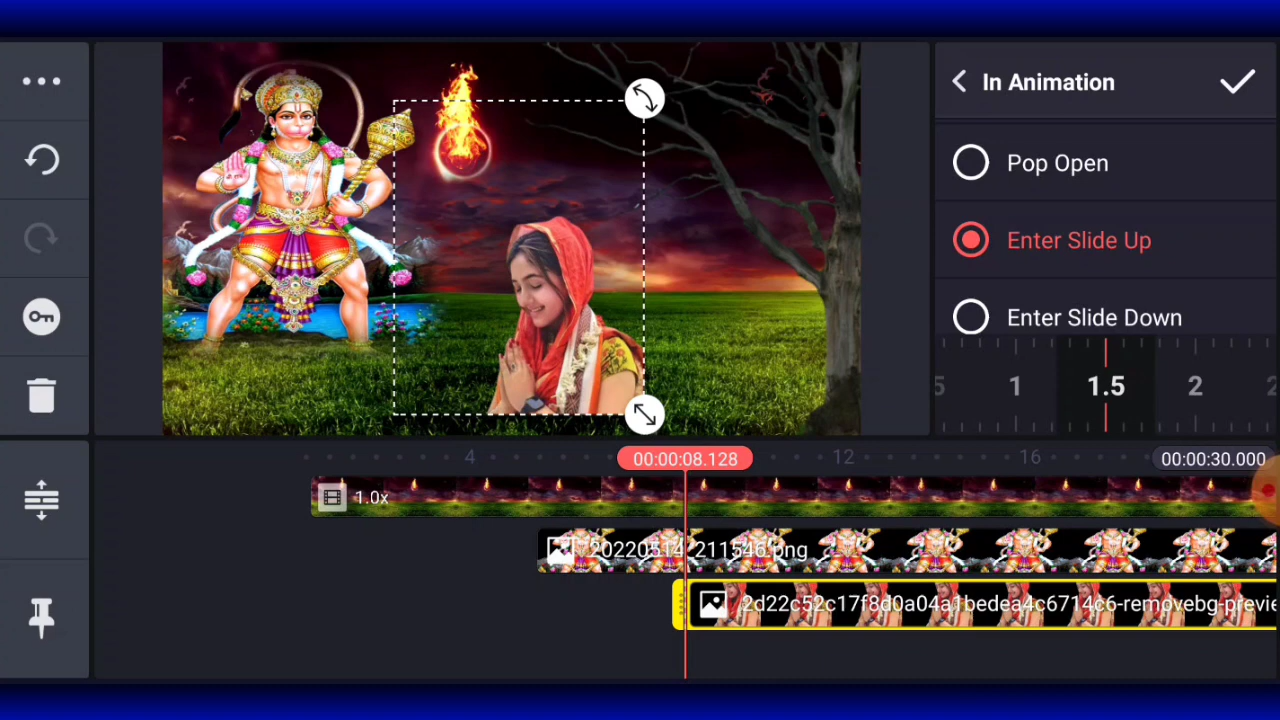 In Animation
Pop Open
Enter Slide Up
Enter Slide Down
1 1.5 2
4 00:00:08.128 12 16 00:00:30.000
1.0x
20220514_211546.png
2d22c52c17f8d0a04a1bedea4c6714c6-removebg-previe